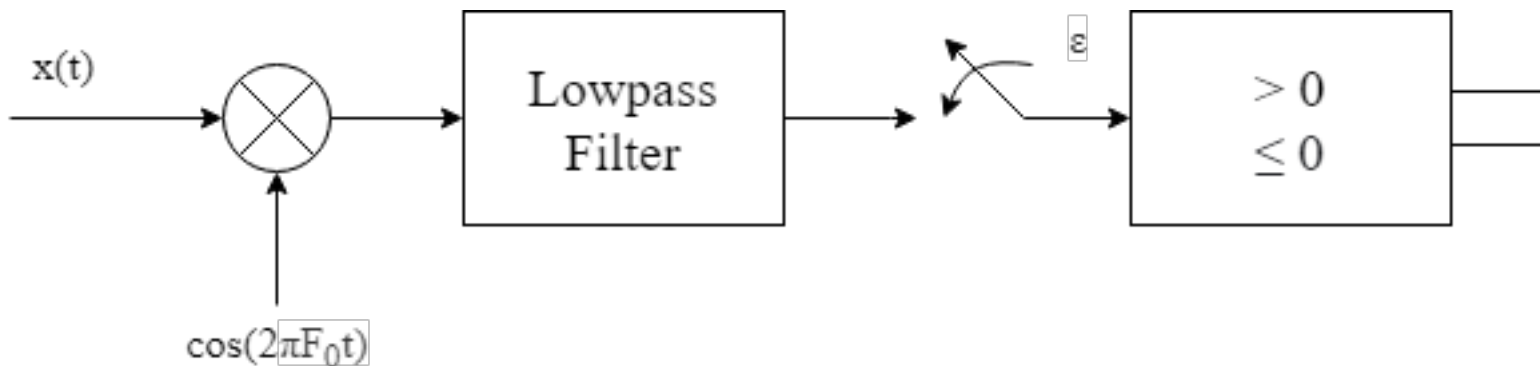 x(t)
Lowpass
Filter
ε
> 0
≤ 0
cos(2πF₀t)